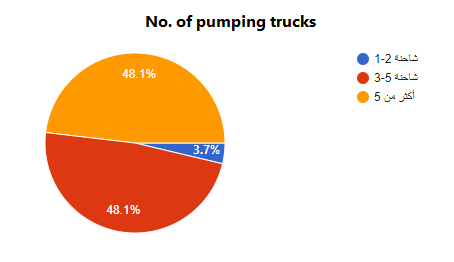 No. of pumping trucks
48.1%
3.7%
48.1%
1-2 شاحنة
3-5 شاحنة
أكثر من 5